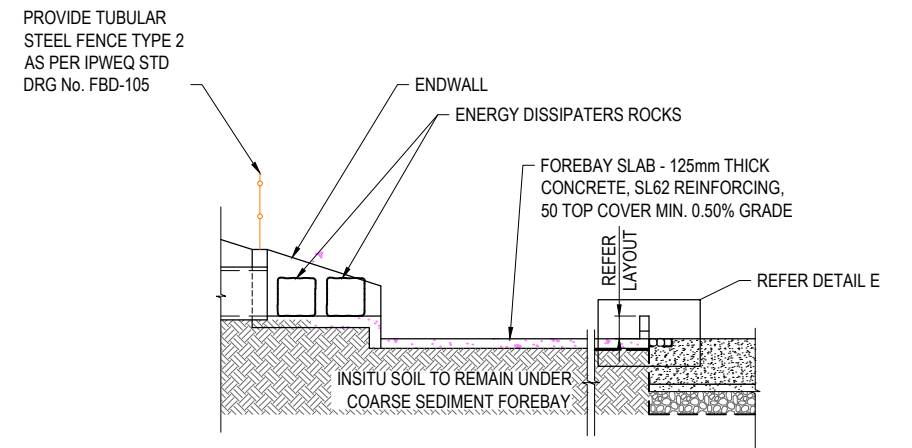 PROVIDE TUBULAR
STEEL FENCE TYPE 2
AS PER IPWEQ STD
DRG No. FBD-105
ENDWALL
ENERGY DISSIPATERS ROCKS
FOREBAY SLAB - 125mm THICK
CONCRETE, SL62 REINFORCING,
50 TOP COVER MIN. 0.50% GRADE
REFER
LAYOUT
REFER DETAIL E
INSITU SOIL TO REMAIN UNDER
COARSE SEDIMENT FOREBAY